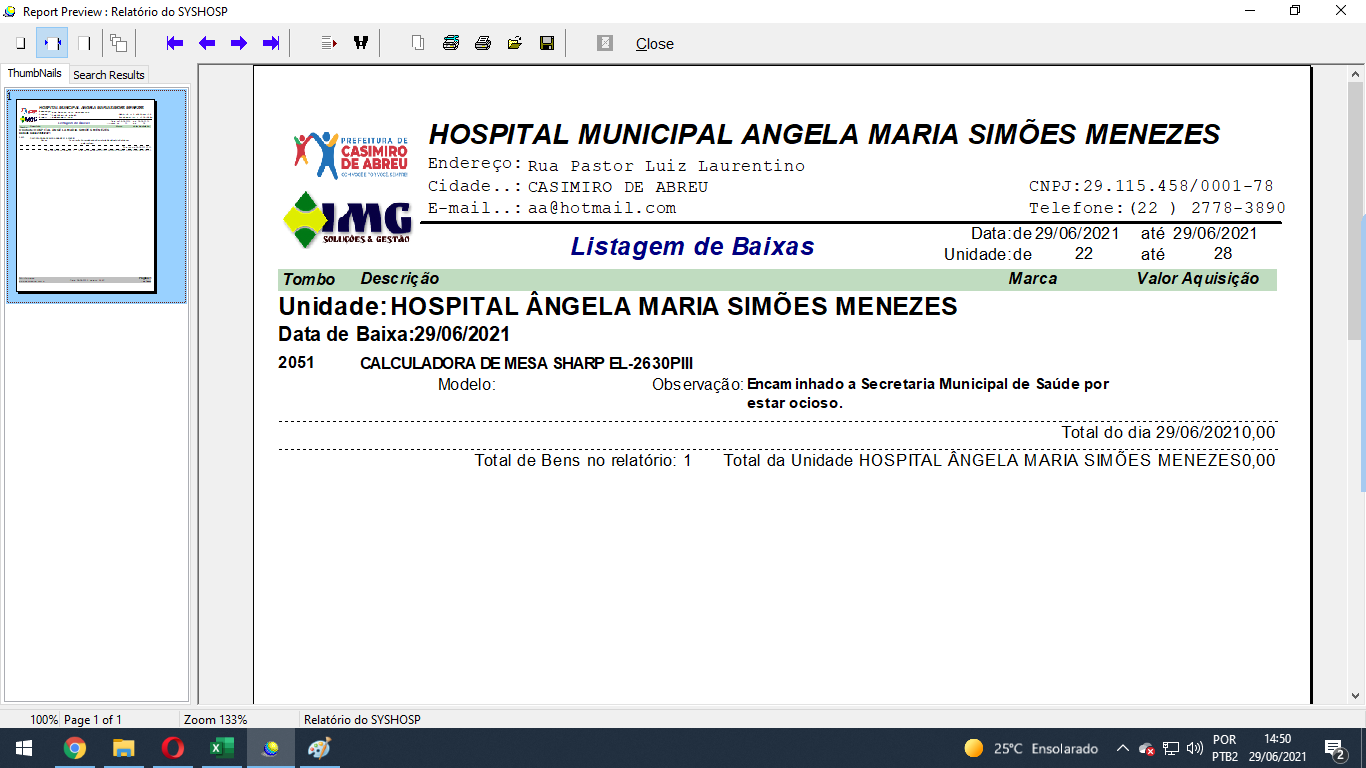 Report Preview : Relatório do SYSHOSP
Close
ThumbNails Search Results
1
PREFEITURA DE
CASIMIRO
DE ABREU
HOSPITAL MUNICIPAL ANGELA MARIA SIMÕES MENEZES
Endereço: Rua Pastor Luiz Laurentino
Cidade..: CASIMIRO DE ABREU CNPJ:29.115.458/0001-78
E-mail..: aa@hotmail.com Telefone:(22 ) 2778-3890
IMG
SOLUÇÕES & GESTÃO
Listagem de Baixas
Data:de 29/06/2021 até 29/06/2021
Unidade:de 22 até 28
Tombo Descrição Marca Valor Aquisição
Unidade:HOSPITAL ÂNGELA MARIA SIMÕES MENEZES
Data de Baixa:29/06/2021
2051 CALCULADORA DE MESA SHARP EL-2630PIII
Modelo: Observação: Encaminhado a Secretaria Municipal de Saúde por
estar ocioso.
Total do dia 29/06/20210,00
Total de Bens no relatório: 1 Total da Unidade HOSPITAL ÂNGELA MARIA SIMÕES MENEZES0,00
100% Page 1 of 1 Zoom 133% Relatório do SYSHOSP
25°C Ensolarado
POR
PTB2
14:50
29/06/2021
2